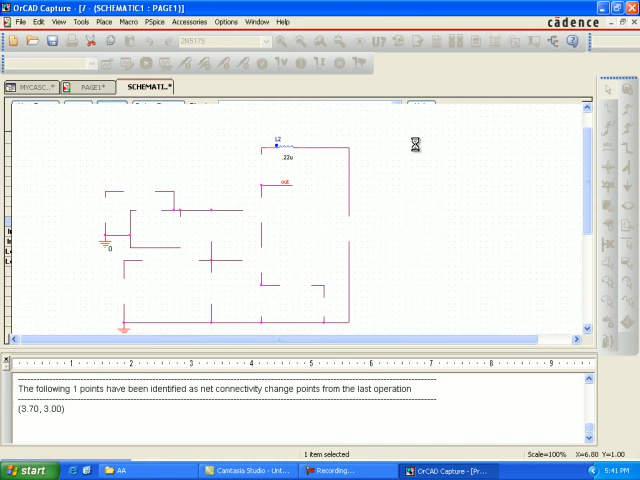 OrCAD Capture - [/ - (SCHEMATIC1 : PAGE1)]
File Edit View Tools Place Macro PSpice Accessories Options Window Help cādence
2N5175
MYCASC..* PAGE1* SCHEMATI...*
L2
.22u
out
0
1 2 3 4 5 6 7 8 9
The following 1 points have been identified as net connectivity change points from the last operation
(3.70, 3.00)
1 item selected Scale=100% X=6.80 Y=1.00
start AA Camtasia Studio - Unt... Recording... OrCAD Capture - [Pr... 5:41 PM